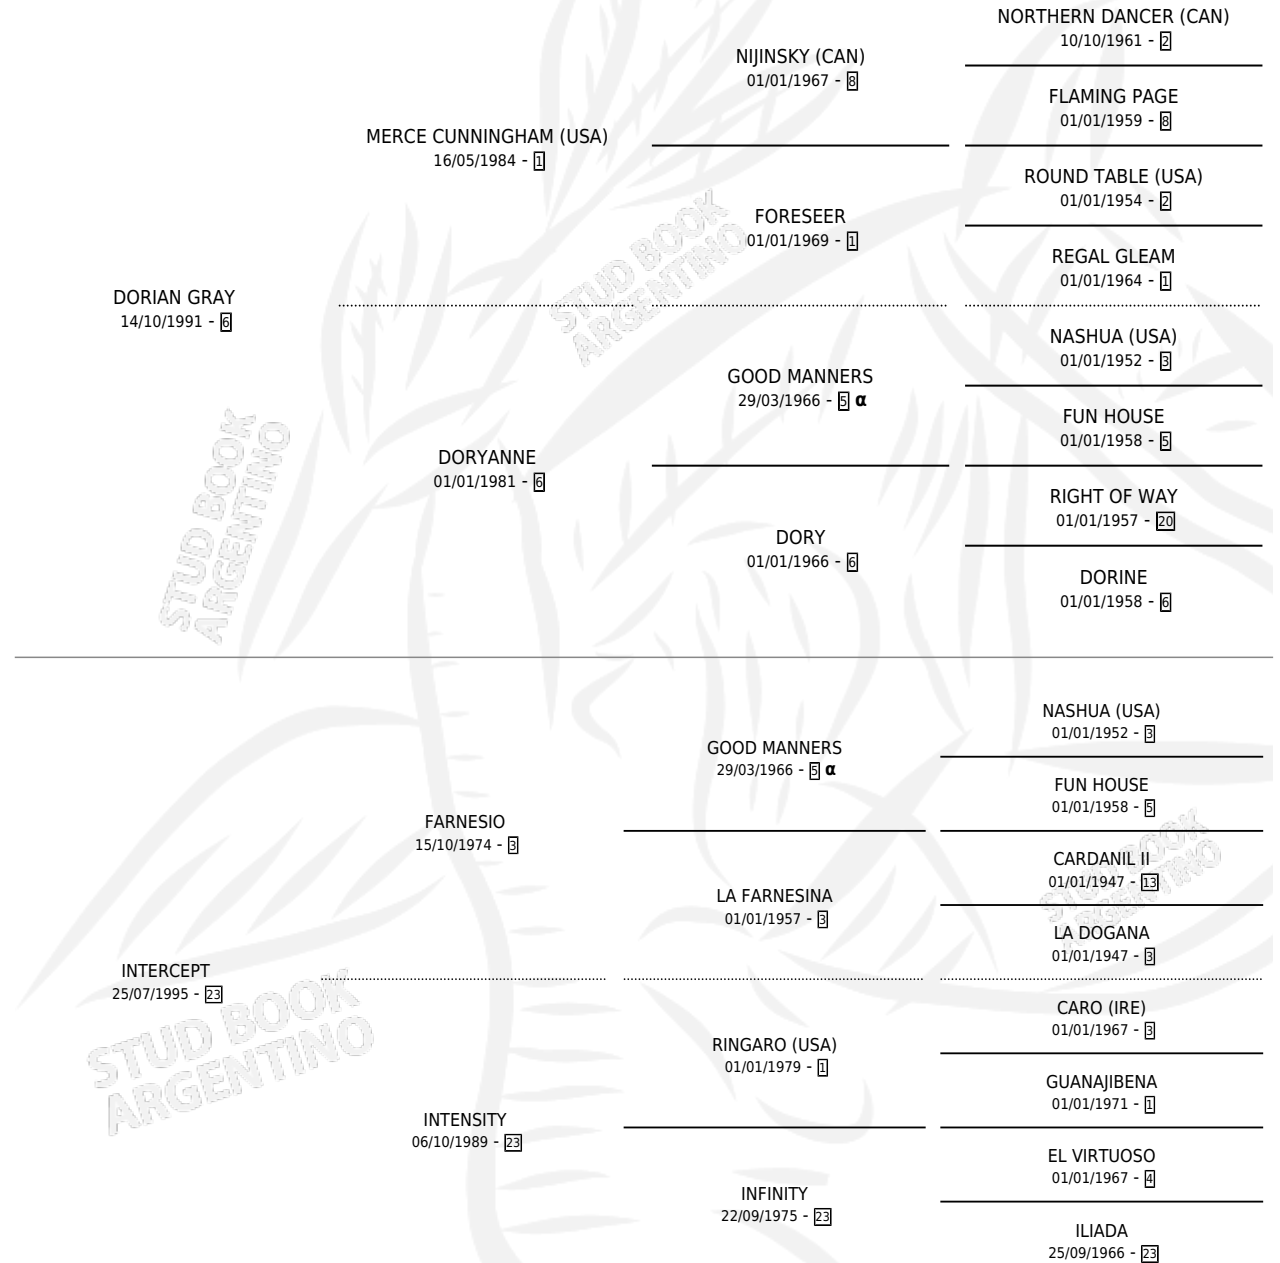 NORTHERN DANCER (CAN)
10/10/1961 - 2
NIJINSKY (CAN)
01/01/1967 - 8
FLAMING PAGE
01/01/1959 - 8
MERCE CUNNINGHAM (USA)
16/05/1984 - 1
ROUND TABLE (USA)
01/01/1954 - 2
FORESEER
01/01/1969 - 1
REGAL GLEAM
01/01/1964 - 1
DORIAN GRAY
14/10/1991 - 6
NASHUA (USA)
01/01/1952 - 3
GOOD MANNERS
29/03/1966 - 5 α
FUN HOUSE
01/01/1958 - 5
DORYANNE
01/01/1981 - 6
RIGHT OF WAY
01/01/1957 - 20
DORY
01/01/1966 - 6
DORINE
01/01/1958 - 6
NASHUA (USA)
01/01/1952 - 3
GOOD MANNERS
29/03/1966 - 5 α
FUN HOUSE
01/01/1958 - 5
FARNESIO
15/10/1974 - 3
CARDANIL II
01/01/1947 - 13
LA FARNESINA
01/01/1957 - 3
LA DOGANA
01/01/1947 - 3
INTERCEPT
25/07/1995 - 23
CARO (IRE)
01/01/1967 - 3
RINGARO (USA)
01/01/1979 - 1
GUANAJIBENA
01/01/1971 - 1
INTENSITY
06/10/1989 - 23
EL VIRTUOSO
01/01/1967 - 4
INFINITY
22/09/1975 - 23
ILIADA
25/09/1966 - 23
STUD BOOK
ARGENTINO
STUD BOOK
ARGENTINO
STUD BOOK
ARGENTINO
STUD BOOK
ARGENTINO